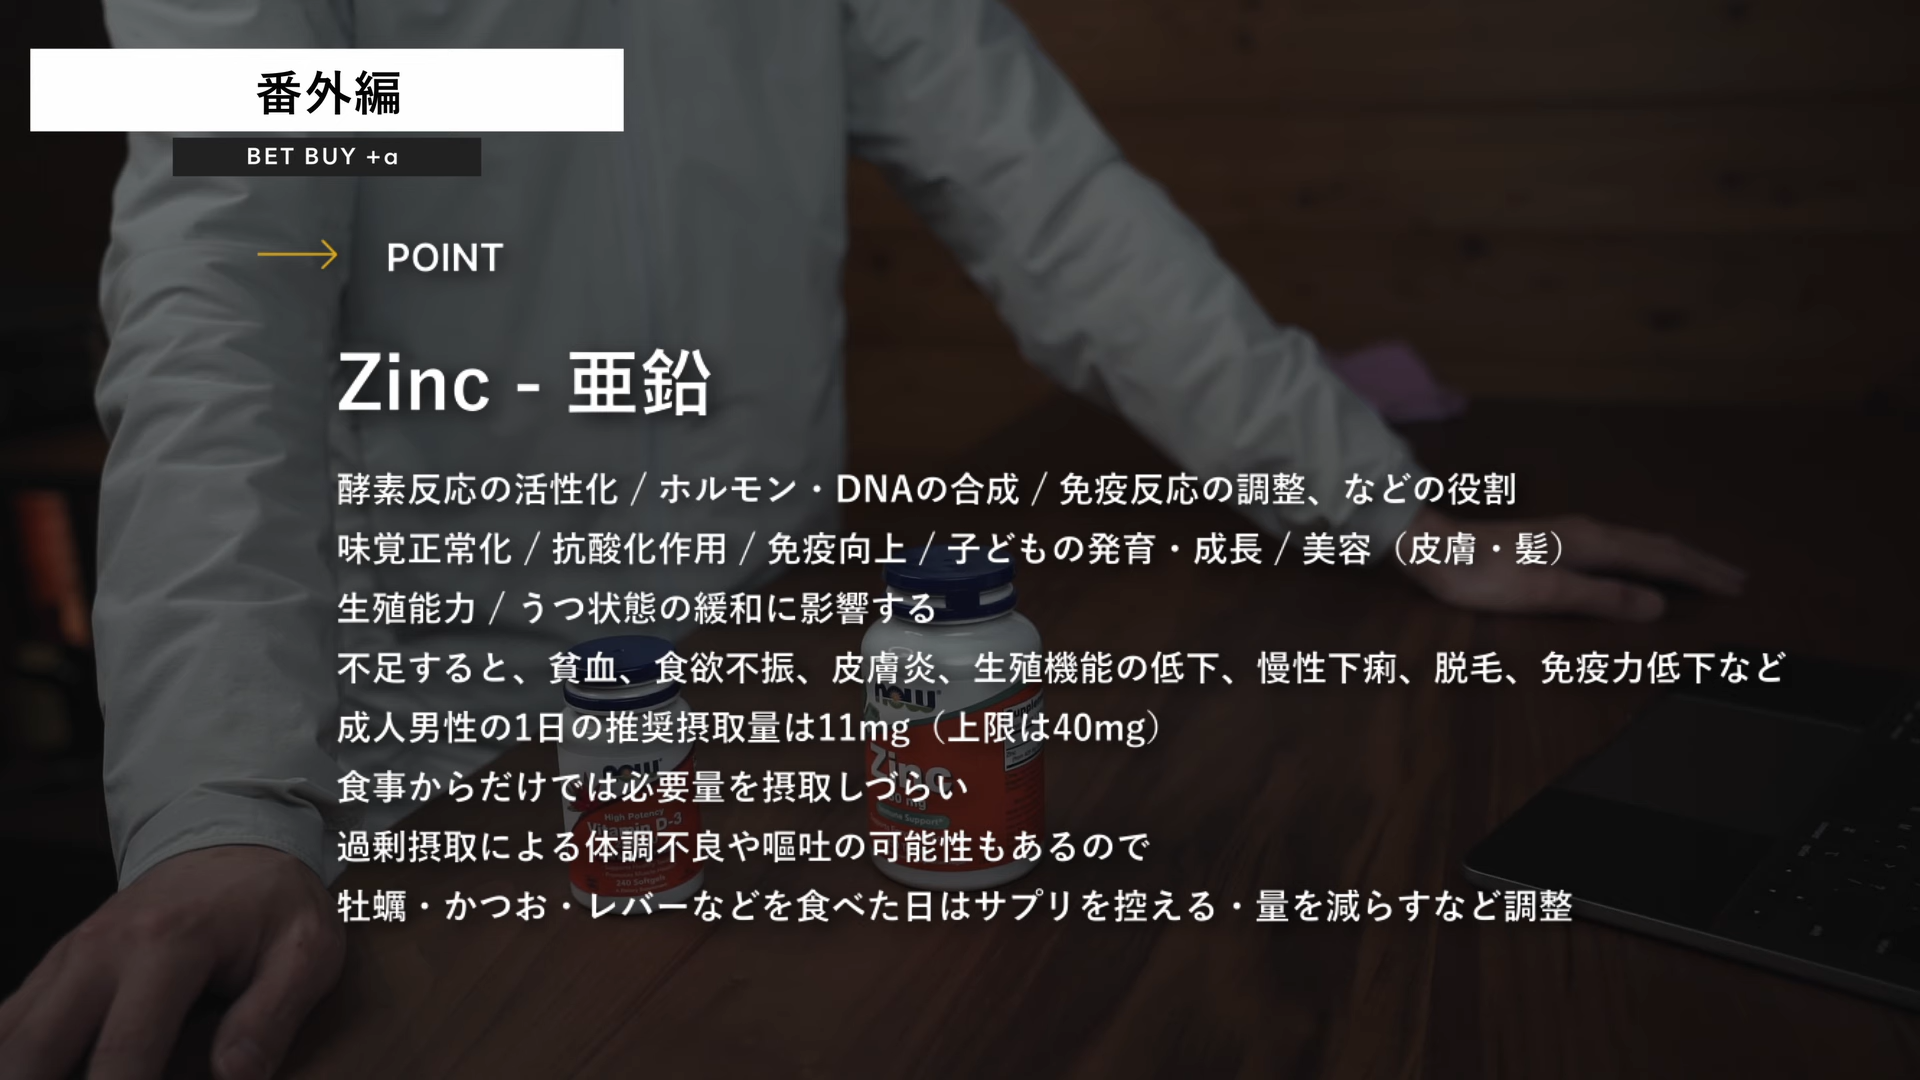 番外編
BET BUY +a
POINT
Zinc - 亜鉛
酵素反応の活性化 / ホルモン・DNAの合成 / 免疫反応の調整、などの役割
味覚正常化 / 抗酸化作用 / 免疫向上 / 子どもの発育・成長 / 美容（皮膚・髪）
生殖能力 / うつ状態の緩和に影響する
不足すると、貧血、食欲不振、皮膚炎、生殖機能の低下、慢性下痢、脱毛、免疫力低下など
成人男性の1日の推奨摂取量は11mg（上限は40mg）
食事からだけでは必要量を摂取しづらい
過剰摂取による体調不良や嘔吐の可能性もあるので
牡蠣・かつお・レバーなどを食べた日はサプリを控える・量を減らすなど調整
now
Zinc
Immune Support*
now
High Potency
Vitamin D-3
240 Softgels